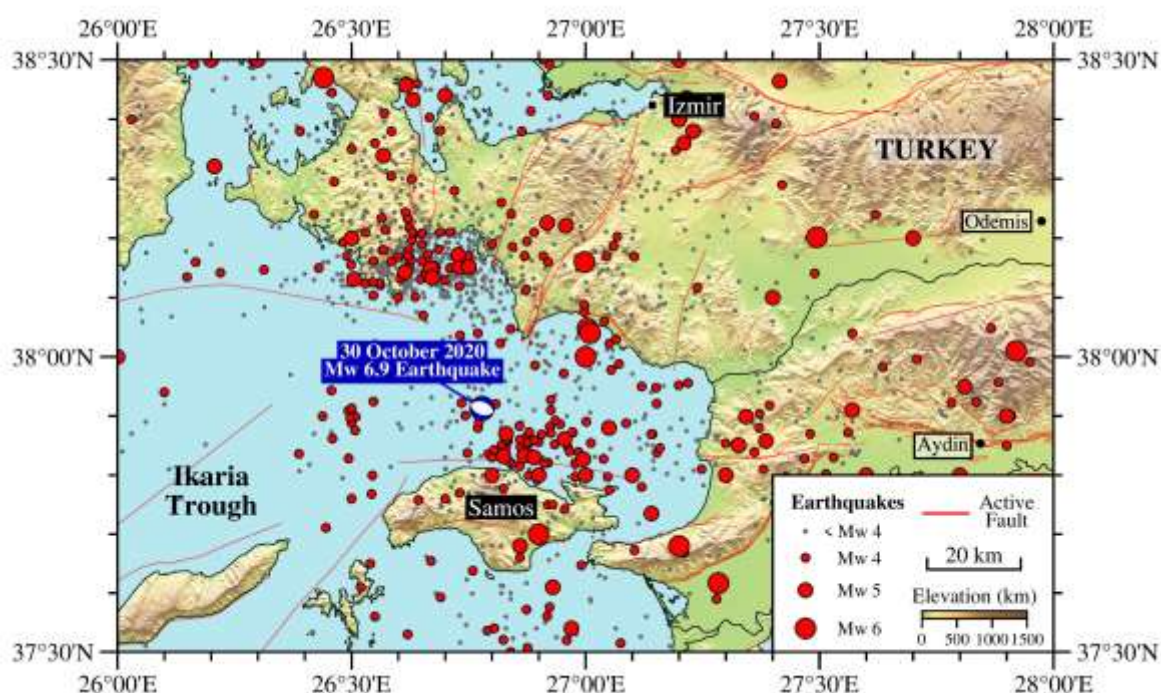 26°00'E 26°30'E 27°00'E 27°30'E 28°00'E
38°30'N 38°30'N
Izmir
TURKEY
Odemis
38°00'N 38°00'N
30 October 2020
Mw 6.9 Earthquake
Aydin
Ikaria
Trough
Samos
Earthquakes
< Mw 4
Mw 4
Mw 5
Mw 6
Active
Fault
20 km
Elevation (km)
0 500 1000 1500
37°30'N 37°30'N
26°00'E 26°30'E 27°00'E 27°30'E 28°00'E